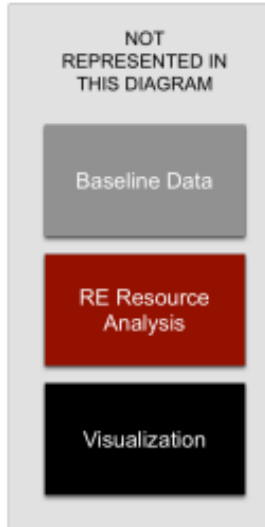 NOT
REPRESENTED IN
THIS DIAGRAM
Baseline Data
RE Resource
Analysis
Visualization